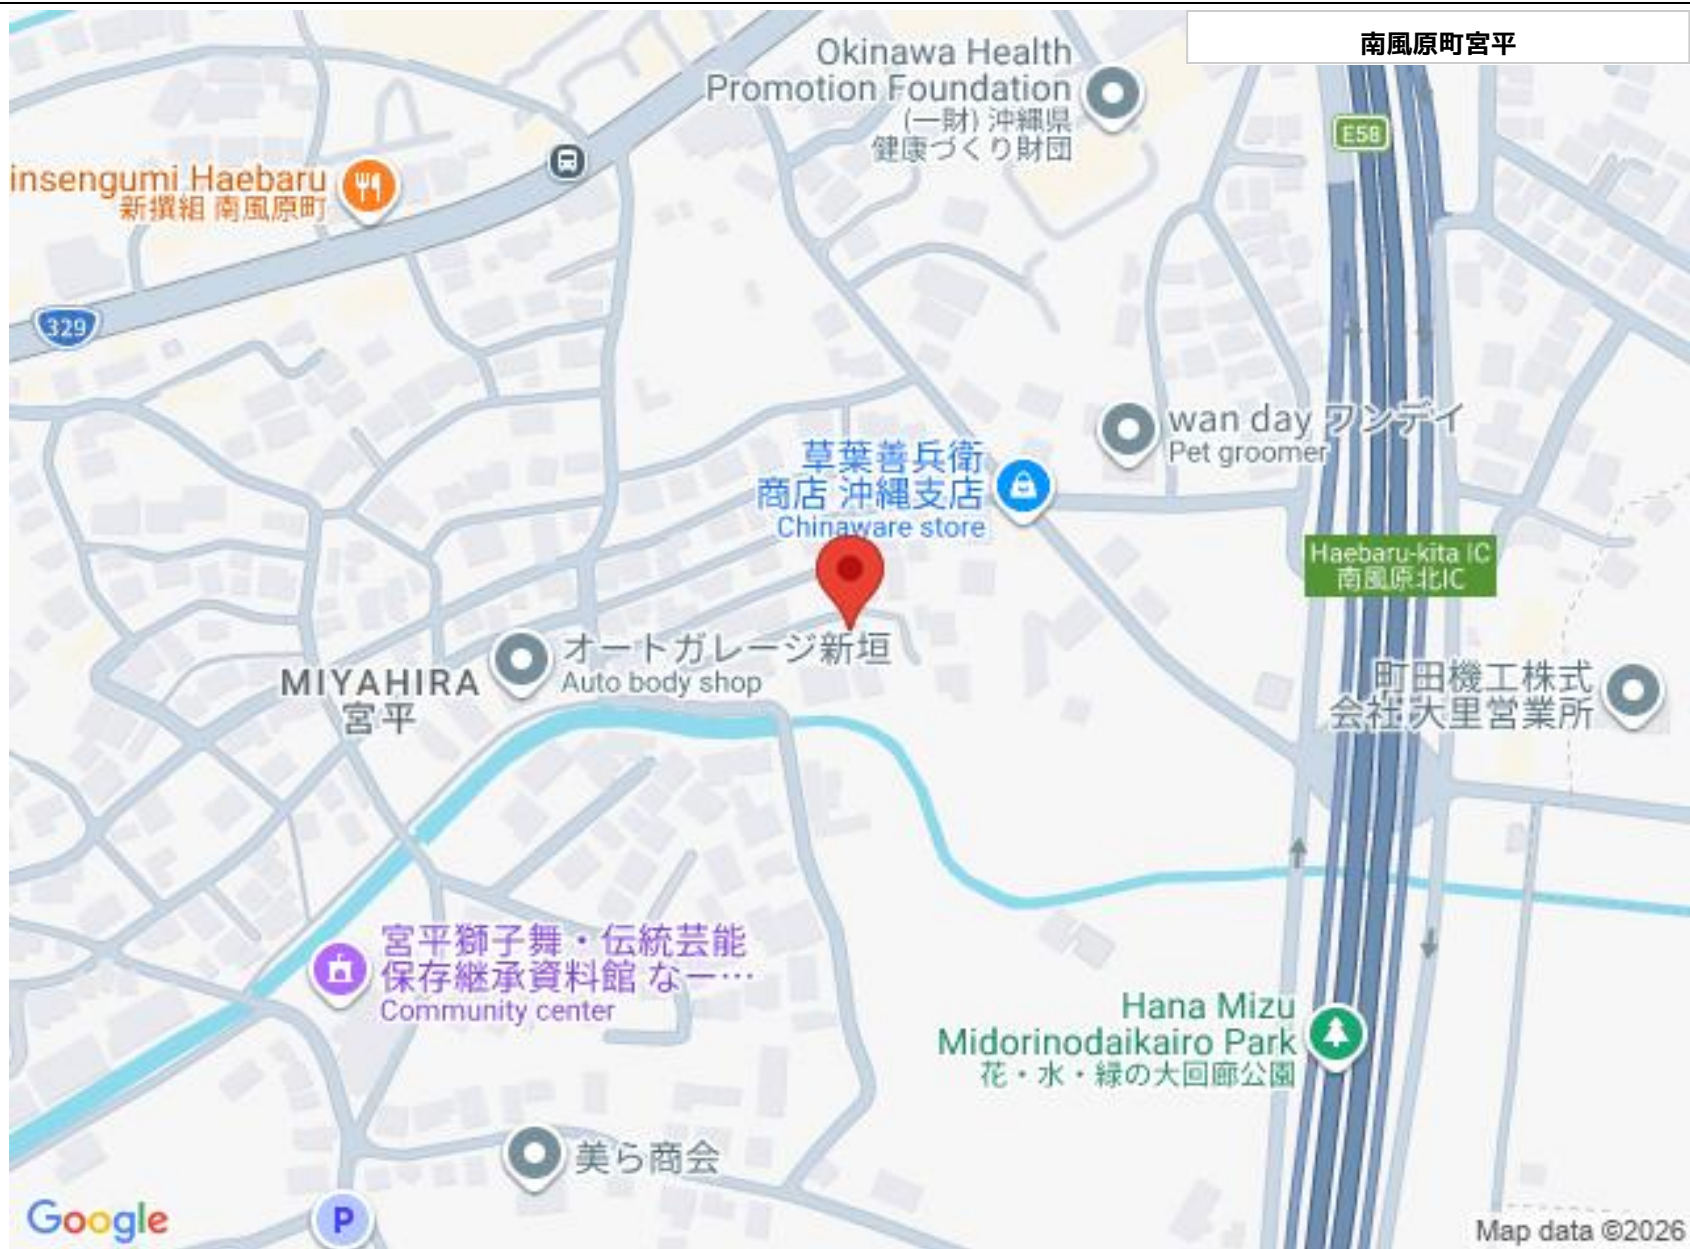 南風原町宮平
Okinawa Health
Promotion Foundation
(一財) 沖縄県
健康づくり財団
E58
insengumi Haebaru
新撰組 南風原町
329
wan day ワンデイ
Pet groomer
草葉善兵衛
商店 沖縄支店
Chinaware store
Haebaru-kita IC
南風原北IC
オートガレージ新垣
Auto body shop
MIYAHIRA
宮平
町田機工株式
会社 大里営業所
宮平獅子舞・伝統芸能
保存継承資料館 なー…
Community center
Hana Mizu
Midorinodaikairo Park
花・水・緑の大回廊公園
美ら商会
P
Google
Map data ©2026